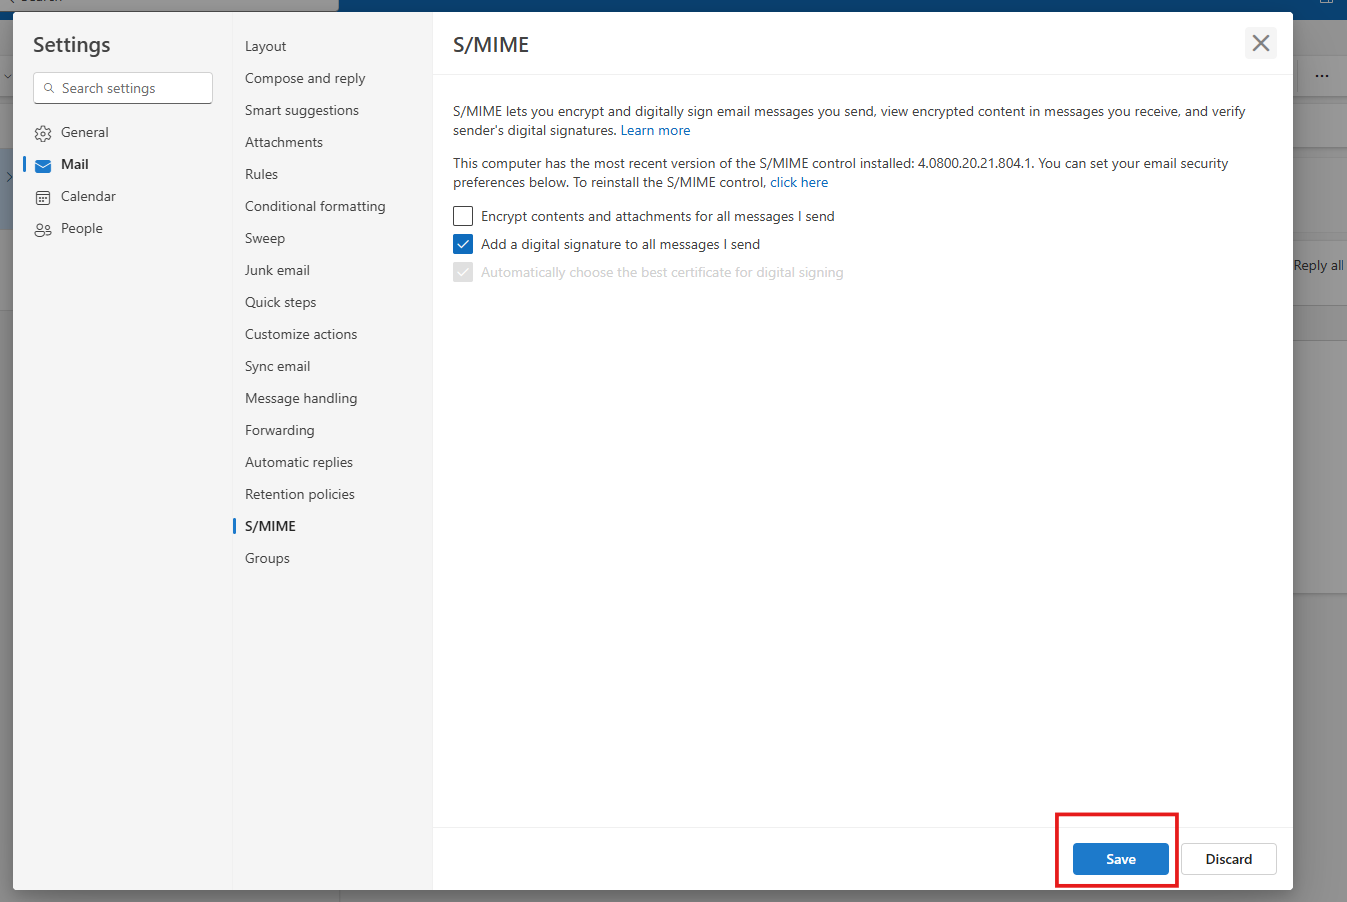 Settings
Search settings
General
Mail
Calendar
People
Layout
Compose and reply
Smart suggestions
Attachments
Rules
Conditional formatting
Sweep
Junk email
Quick steps
Customize actions
Sync email
Message handling
Forwarding
Automatic replies
Retention policies
S/MIME
Groups
S/MIME
S/MIME lets you encrypt and digitally sign email messages you send, view encrypted content in messages you receive, and verify
sender's digital signatures. Learn more
This computer has the most recent version of the S/MIME control installed: 4.0800.20.21.804.1. You can set your email security
preferences below. To reinstall the S/MIME control, click here
Encrypt contents and attachments for all messages I send
Add a digital signature to all messages I send
Automatically choose the best certificate for digital signing
Reply all
Save
Discard